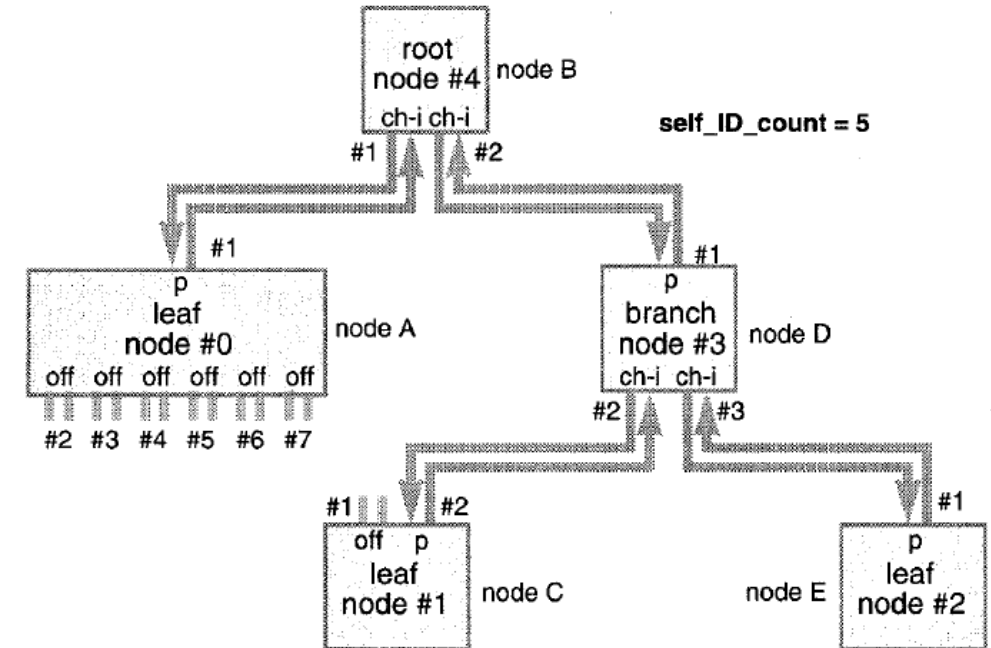 root
node #4
node B
ch-i ch-i
self_ID_count = 5
#1
#2
#1
#1
p
leaf
node #0
node A
off off off off off off
#2 #3 #4 #5 #6 #7
p
branch
node #3
node D
ch-i ch-i
#2
#3
#1
#2
off p
leaf
node #1
node C
#1
p
leaf
node #2
node E